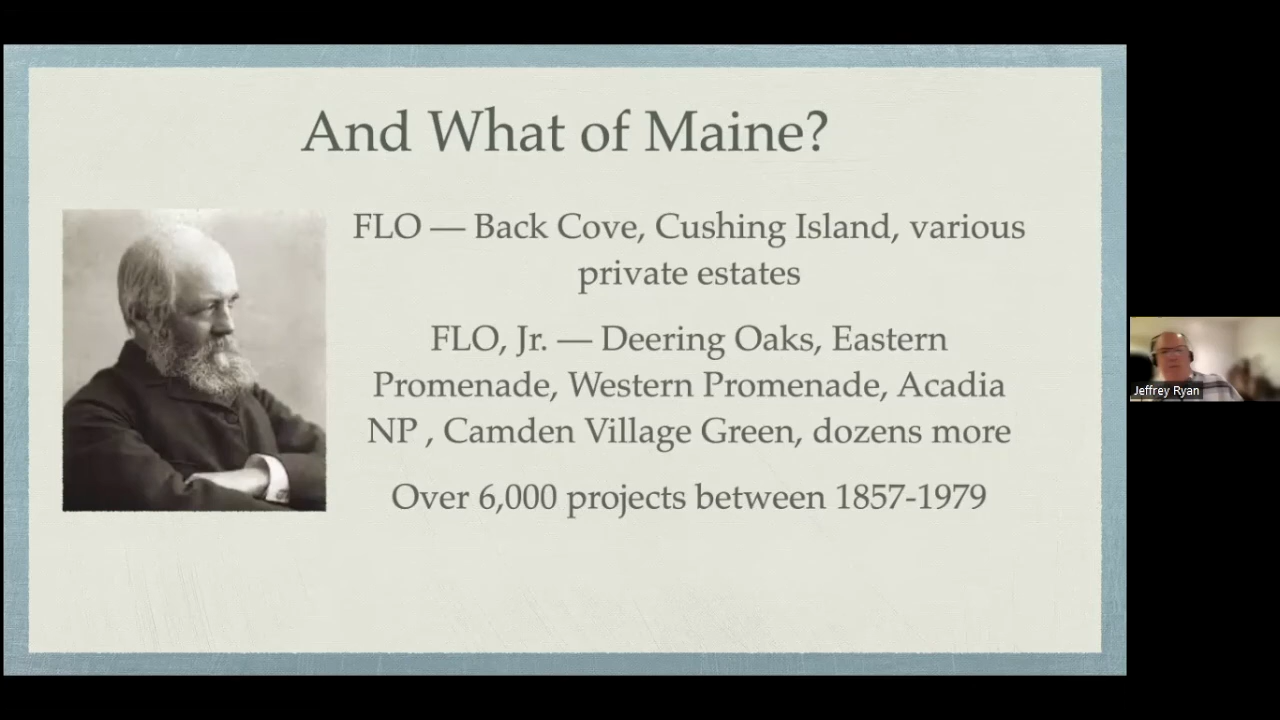 And What of Maine?
FLO — Back Cove, Cushing Island, various
private estates
FLO, Jr. — Deering Oaks, Eastern
Promenade, Western Promenade, Acadia
NP , Camden Village Green, dozens more
Over 6,000 projects between 1857-1979
Jeffrey Ryan